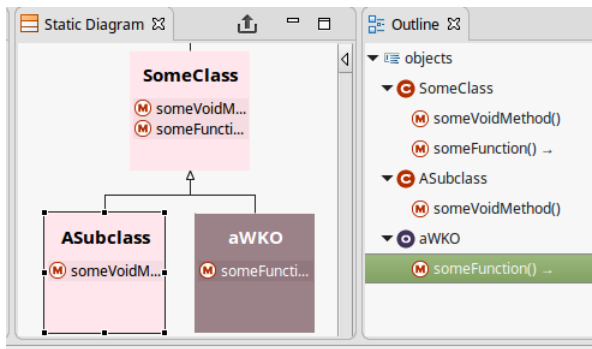 Static Diagram
SomeClass
M someVoidM...
M someFuncti...
ASubclass
M someVoidM...
aWKO
M someFuncti...
Outline
objects
C SomeClass
M someVoidMethod()
M someFunction() →
C ASubclass
M someVoidMethod()
aWKO
M someFunction() →